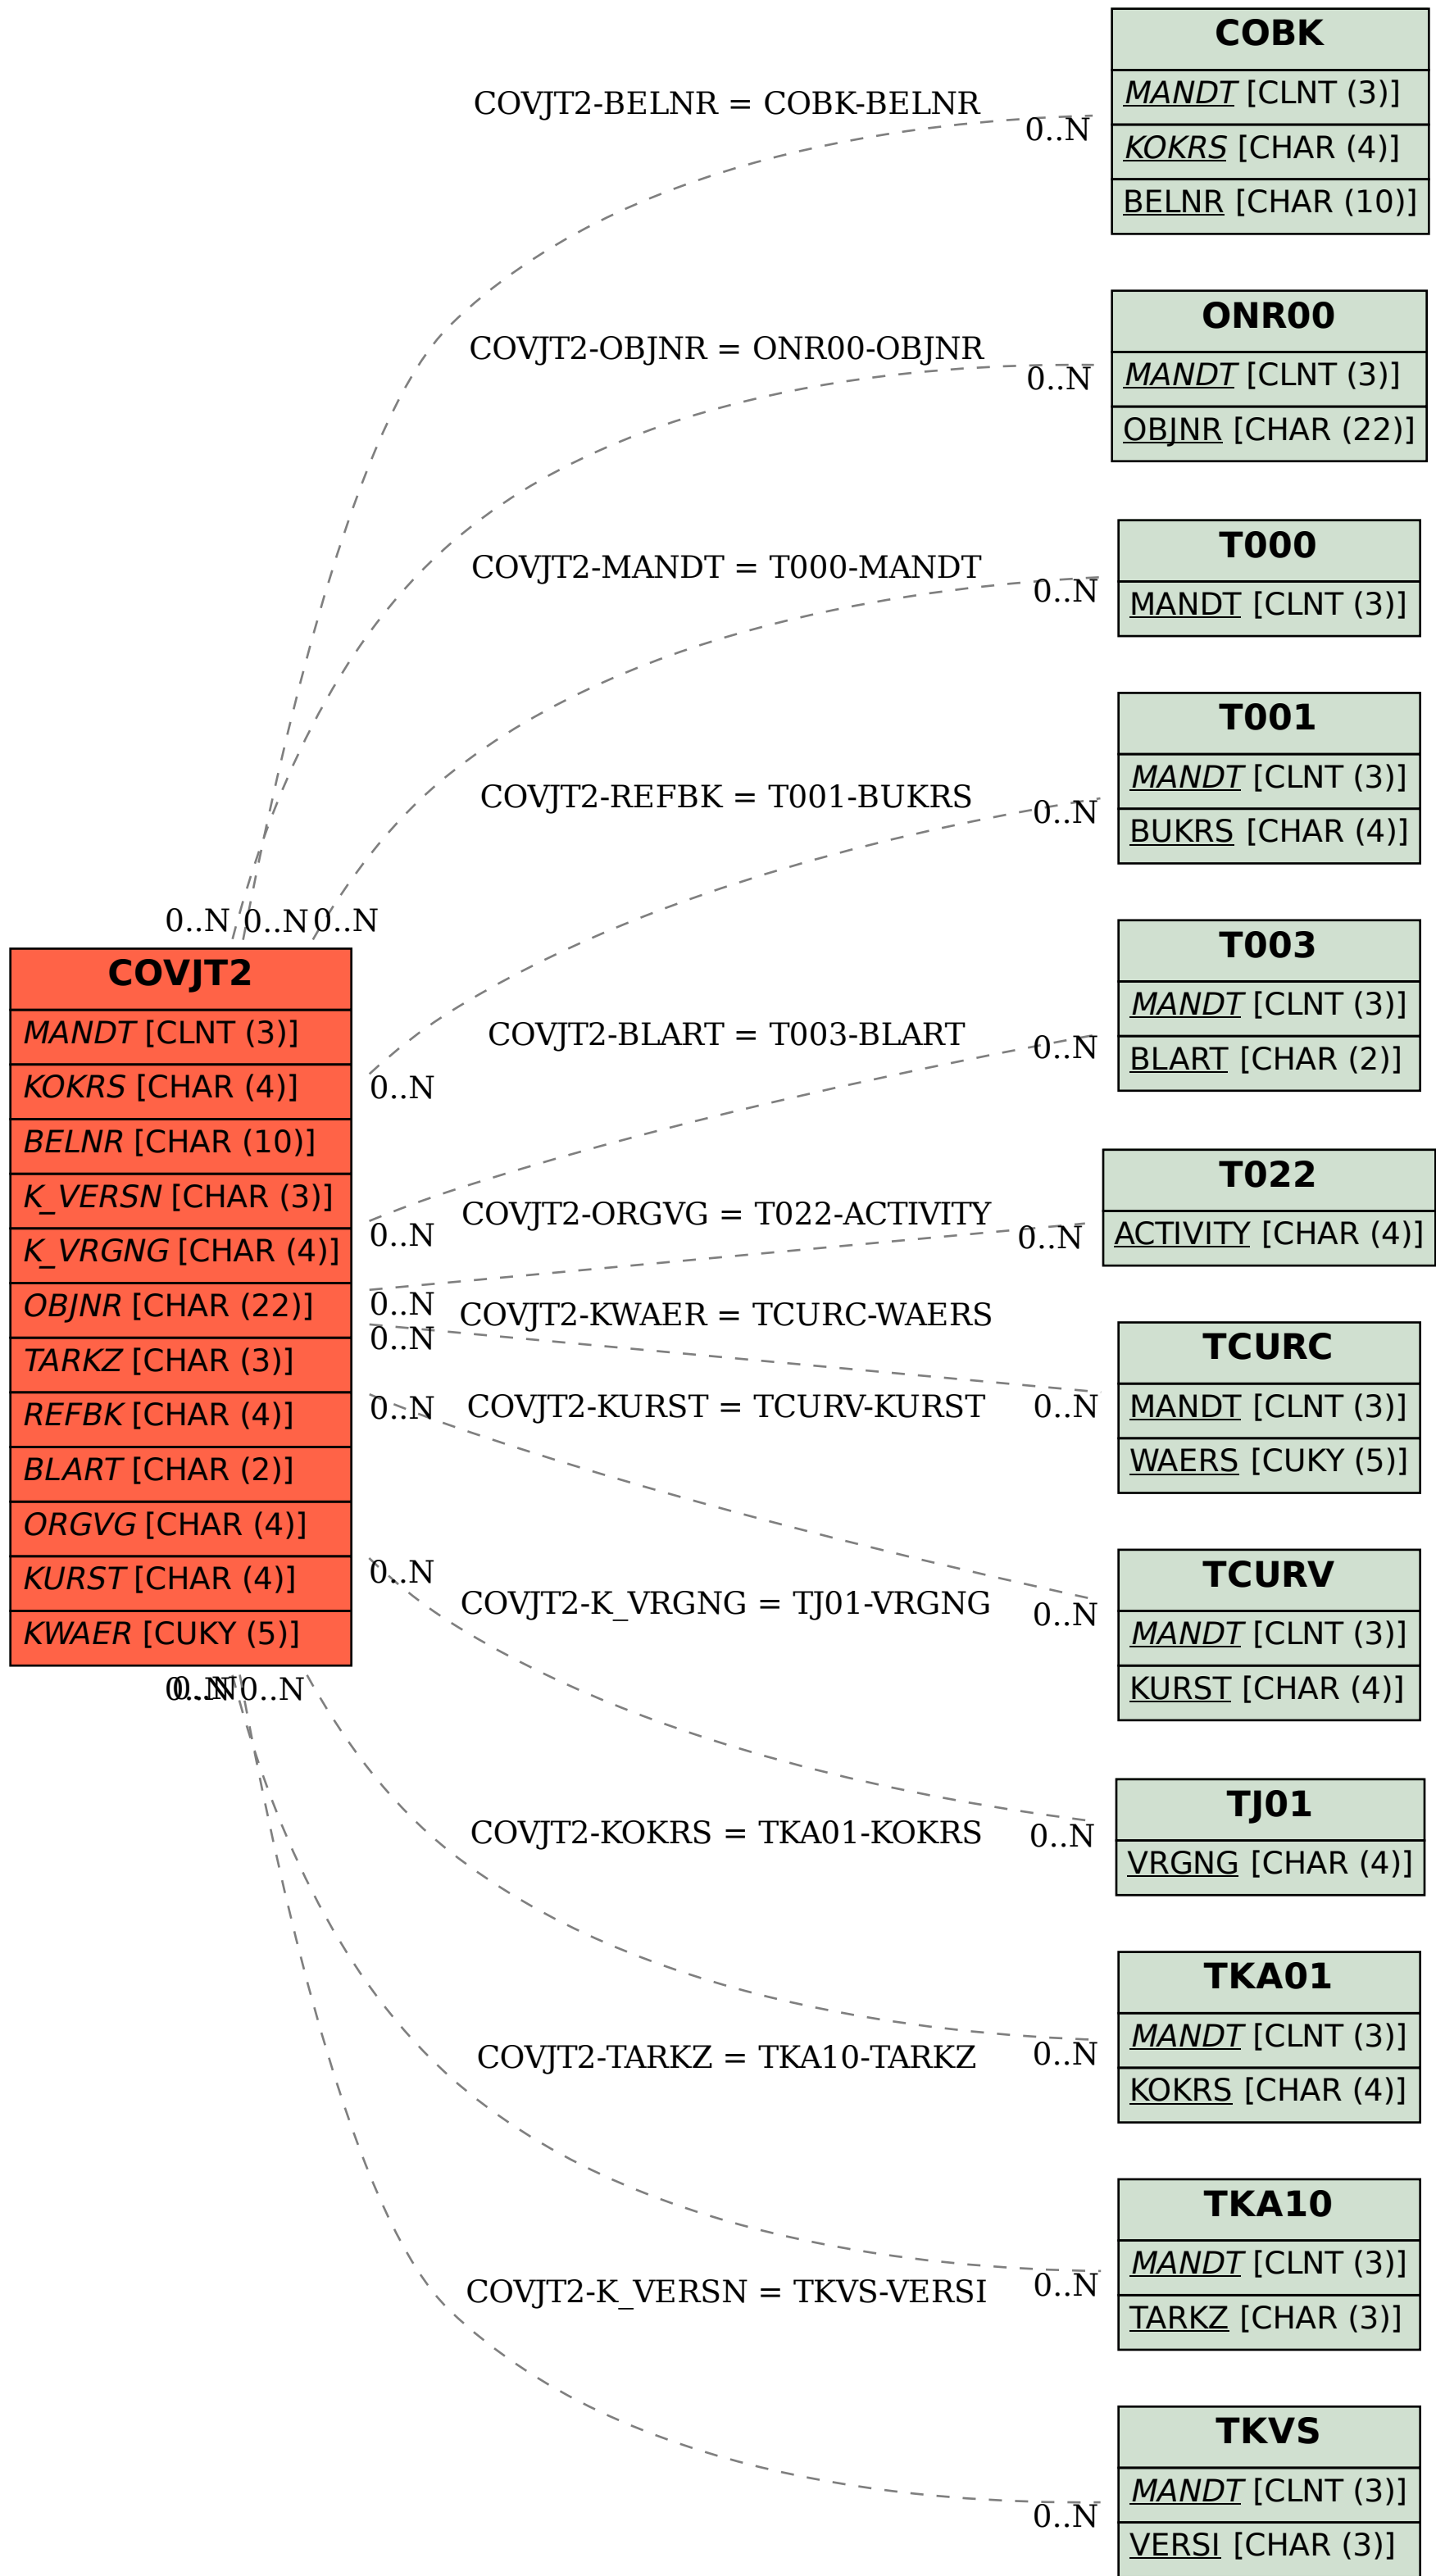 COBK
MANDT [CLNT (3)]
KOKRS [CHAR (4)]
BELNR [CHAR (10)]
COVJT2-BELNR = COBK-BELNR
0..N
ONR00
MANDT [CLNT (3)]
OBJNR [CHAR (22)]
COVJT2-OBJNR = ONR00-OBJNR
0..N
T000
MANDT [CLNT (3)]
COVJT2-MANDT = T000-MANDT
0..N
T001
MANDT [CLNT (3)]
BUKRS [CHAR (4)]
COVJT2-REFBK = T001-BUKRS
0..N
0..N 0..N 0..N
COVJT2
MANDT [CLNT (3)]
KOKRS [CHAR (4)]
BELNR [CHAR (10)]
K_VERSN [CHAR (3)]
K_VRGNG [CHAR (4)]
OBJNR [CHAR (22)]
TARKZ [CHAR (3)]
REFBK [CHAR (4)]
BLART [CHAR (2)]
ORGVG [CHAR (4)]
KURST [CHAR (4)]
KWAER [CUKY (5)]
0..N
0..N
0..N
0..N
0..N
0..N
0..N 0..N 0..N
T003
MANDT [CLNT (3)]
BLART [CHAR (2)]
COVJT2-BLART = T003-BLART
0..N
T022
ACTIVITY [CHAR (4)]
COVJT2-ORGVG = T022-ACTIVITY
0..N
TCURC
MANDT [CLNT (3)]
WAERS [CUKY (5)]
COVJT2-KWAER = TCURC-WAERS
0..N
TCURV
MANDT [CLNT (3)]
KURST [CHAR (4)]
COVJT2-KURST = TCURV-KURST
0..N
TJ01
VRGNG [CHAR (4)]
COVJT2-K_VRGNG = TJ01-VRGNG
0..N
TKA01
MANDT [CLNT (3)]
KOKRS [CHAR (4)]
COVJT2-KOKRS = TKA01-KOKRS
0..N
TKA10
MANDT [CLNT (3)]
TARKZ [CHAR (3)]
COVJT2-TARKZ = TKA10-TARKZ
0..N
TKVS
MANDT [CLNT (3)]
VERSI [CHAR (3)]
COVJT2-K_VERSN = TKVS-VERSI
0..N